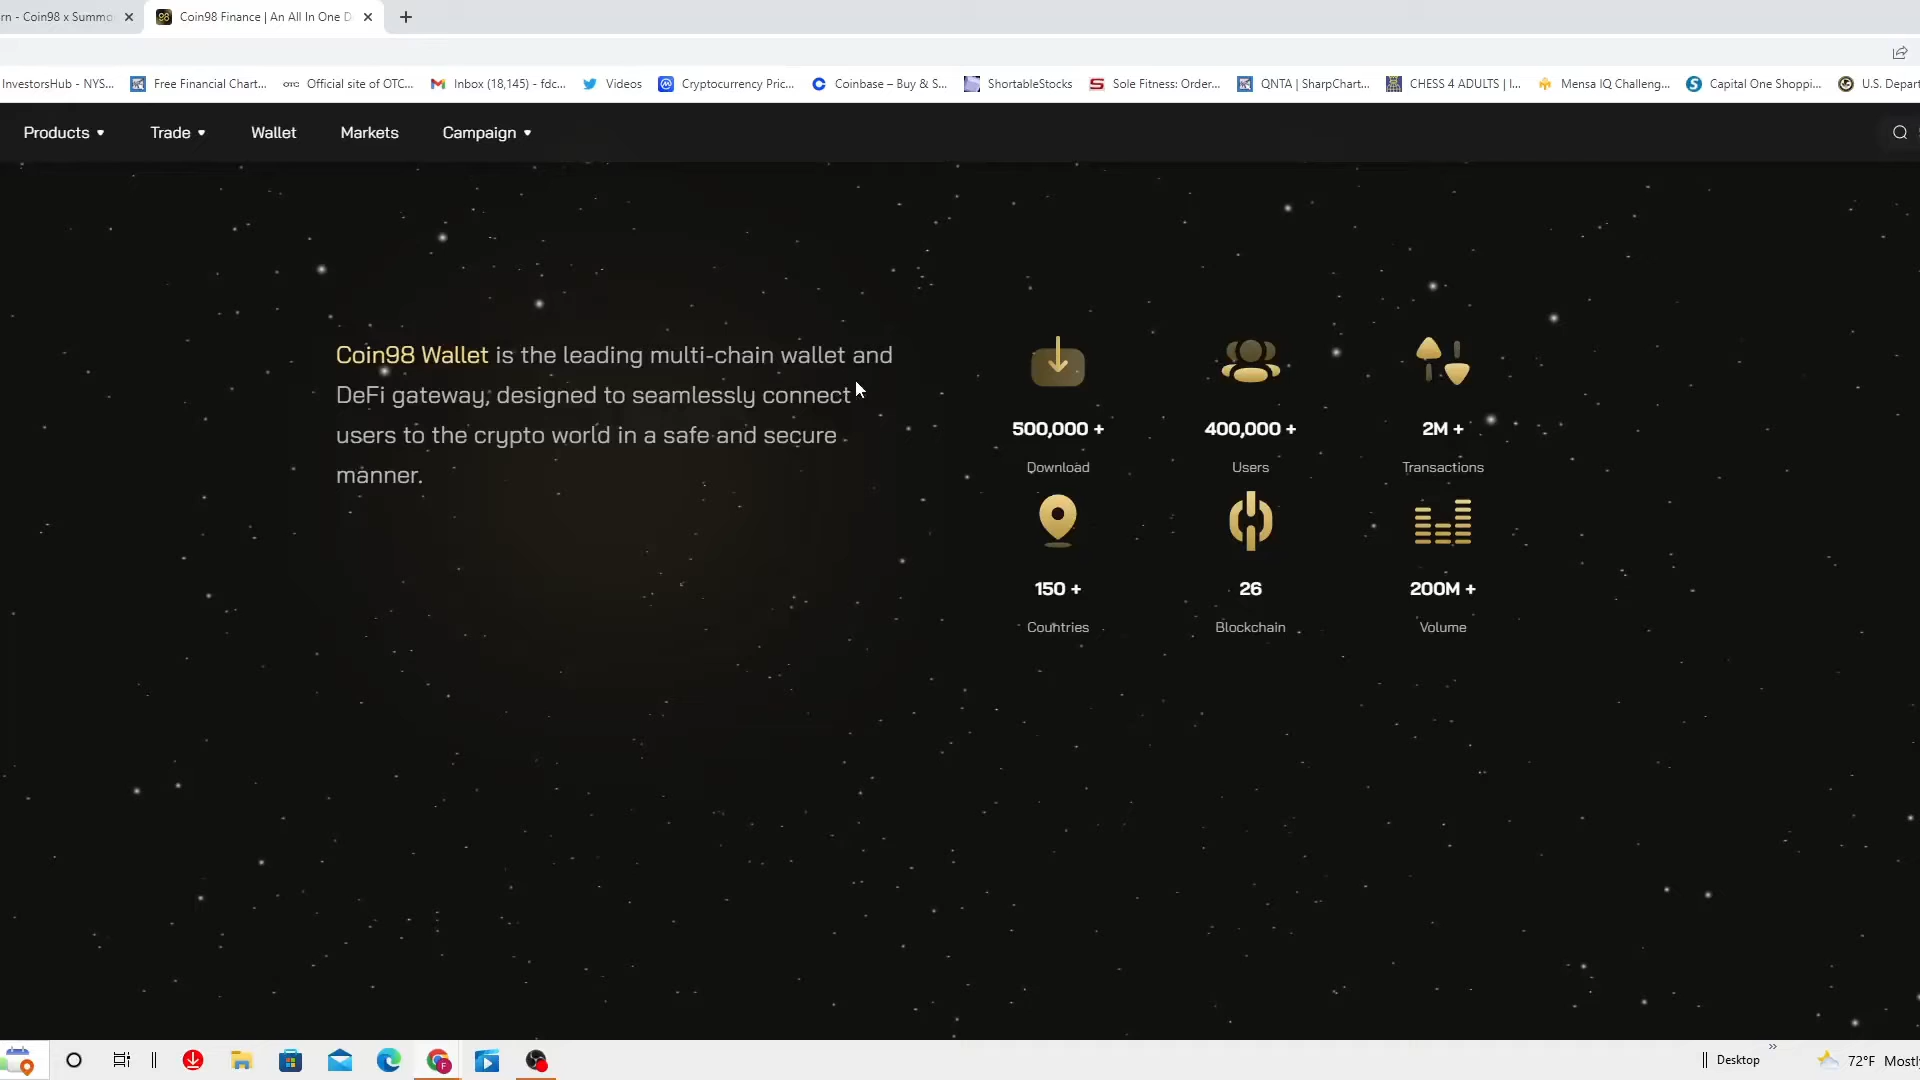 rn - Coin98 x Summo
Coin98 Finance | An All In One D
InvestorsHub - NYS...
Free Financial Chart...
OTC Official site of OTC...
Inbox (18,145) - fdc...
Videos
Cryptocurrency Pric...
Coinbase – Buy & S...
ShortableStocks
Sole Fitness: Order...
QNTA | SharpChart...
CHESS 4 ADULTS | I...
Mensa IQ Challeng...
Capital One Shoppi...
U.S. Depart
Products
Trade
Wallet
Markets
Campaign
Coin98 Wallet is the leading multi-chain wallet and
DeFi gateway, designed to seamlessly connect
users to the crypto world in a safe and secure
manner.
500,000 +
400,000 +
2M +
Download
Users
Transactions
150 +
26
200M +
Countries
Blockchain
Volume
Desktop
72°F Mostly